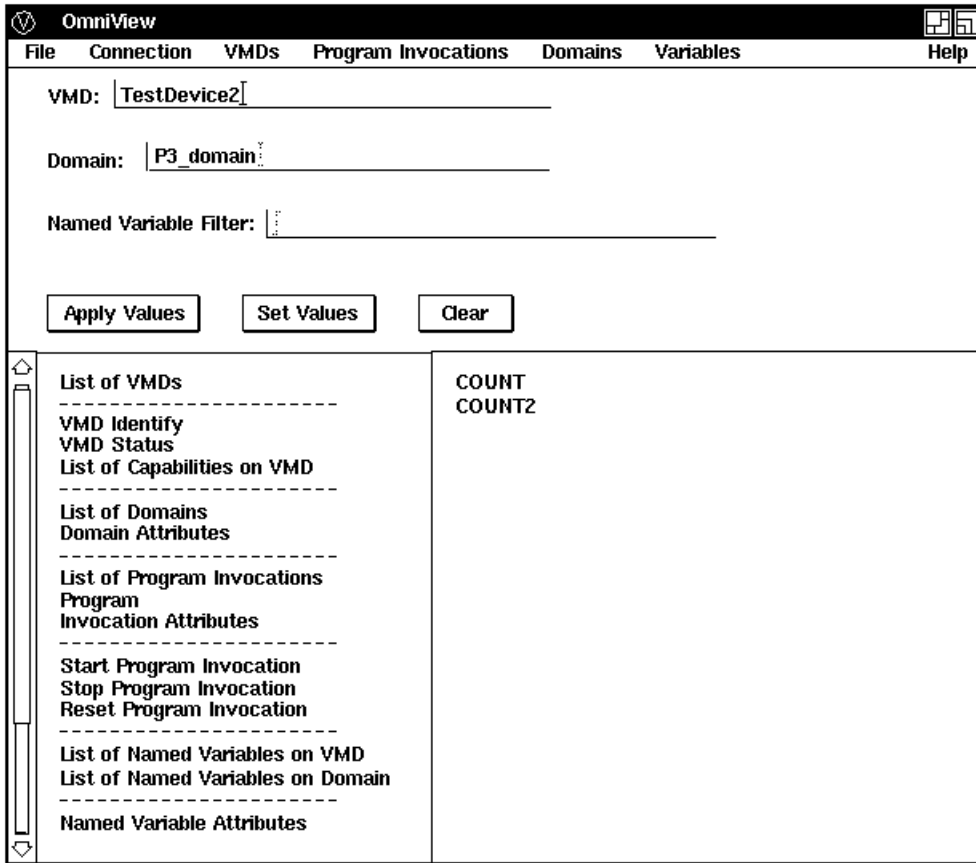 OmniView
File Connection VMDs Program Invocations Domains Variables Help
VMD: TestDevice2
Domain: P3_domain
Named Variable Filter:
Apply Values Set Values Clear
List of VMDs
------------------------
VMD Identify
VMD Status
List of Capabilities on VMD
------------------------
List of Domains
Domain Attributes
------------------------
List of Program Invocations
Program
Invocation Attributes
------------------------
Start Program Invocation
Stop Program Invocation
Reset Program Invocation
------------------------
List of Named Variables on VMD
List of Named Variables on Domain
------------------------
Named Variable Attributes
COUNT
COUNT2